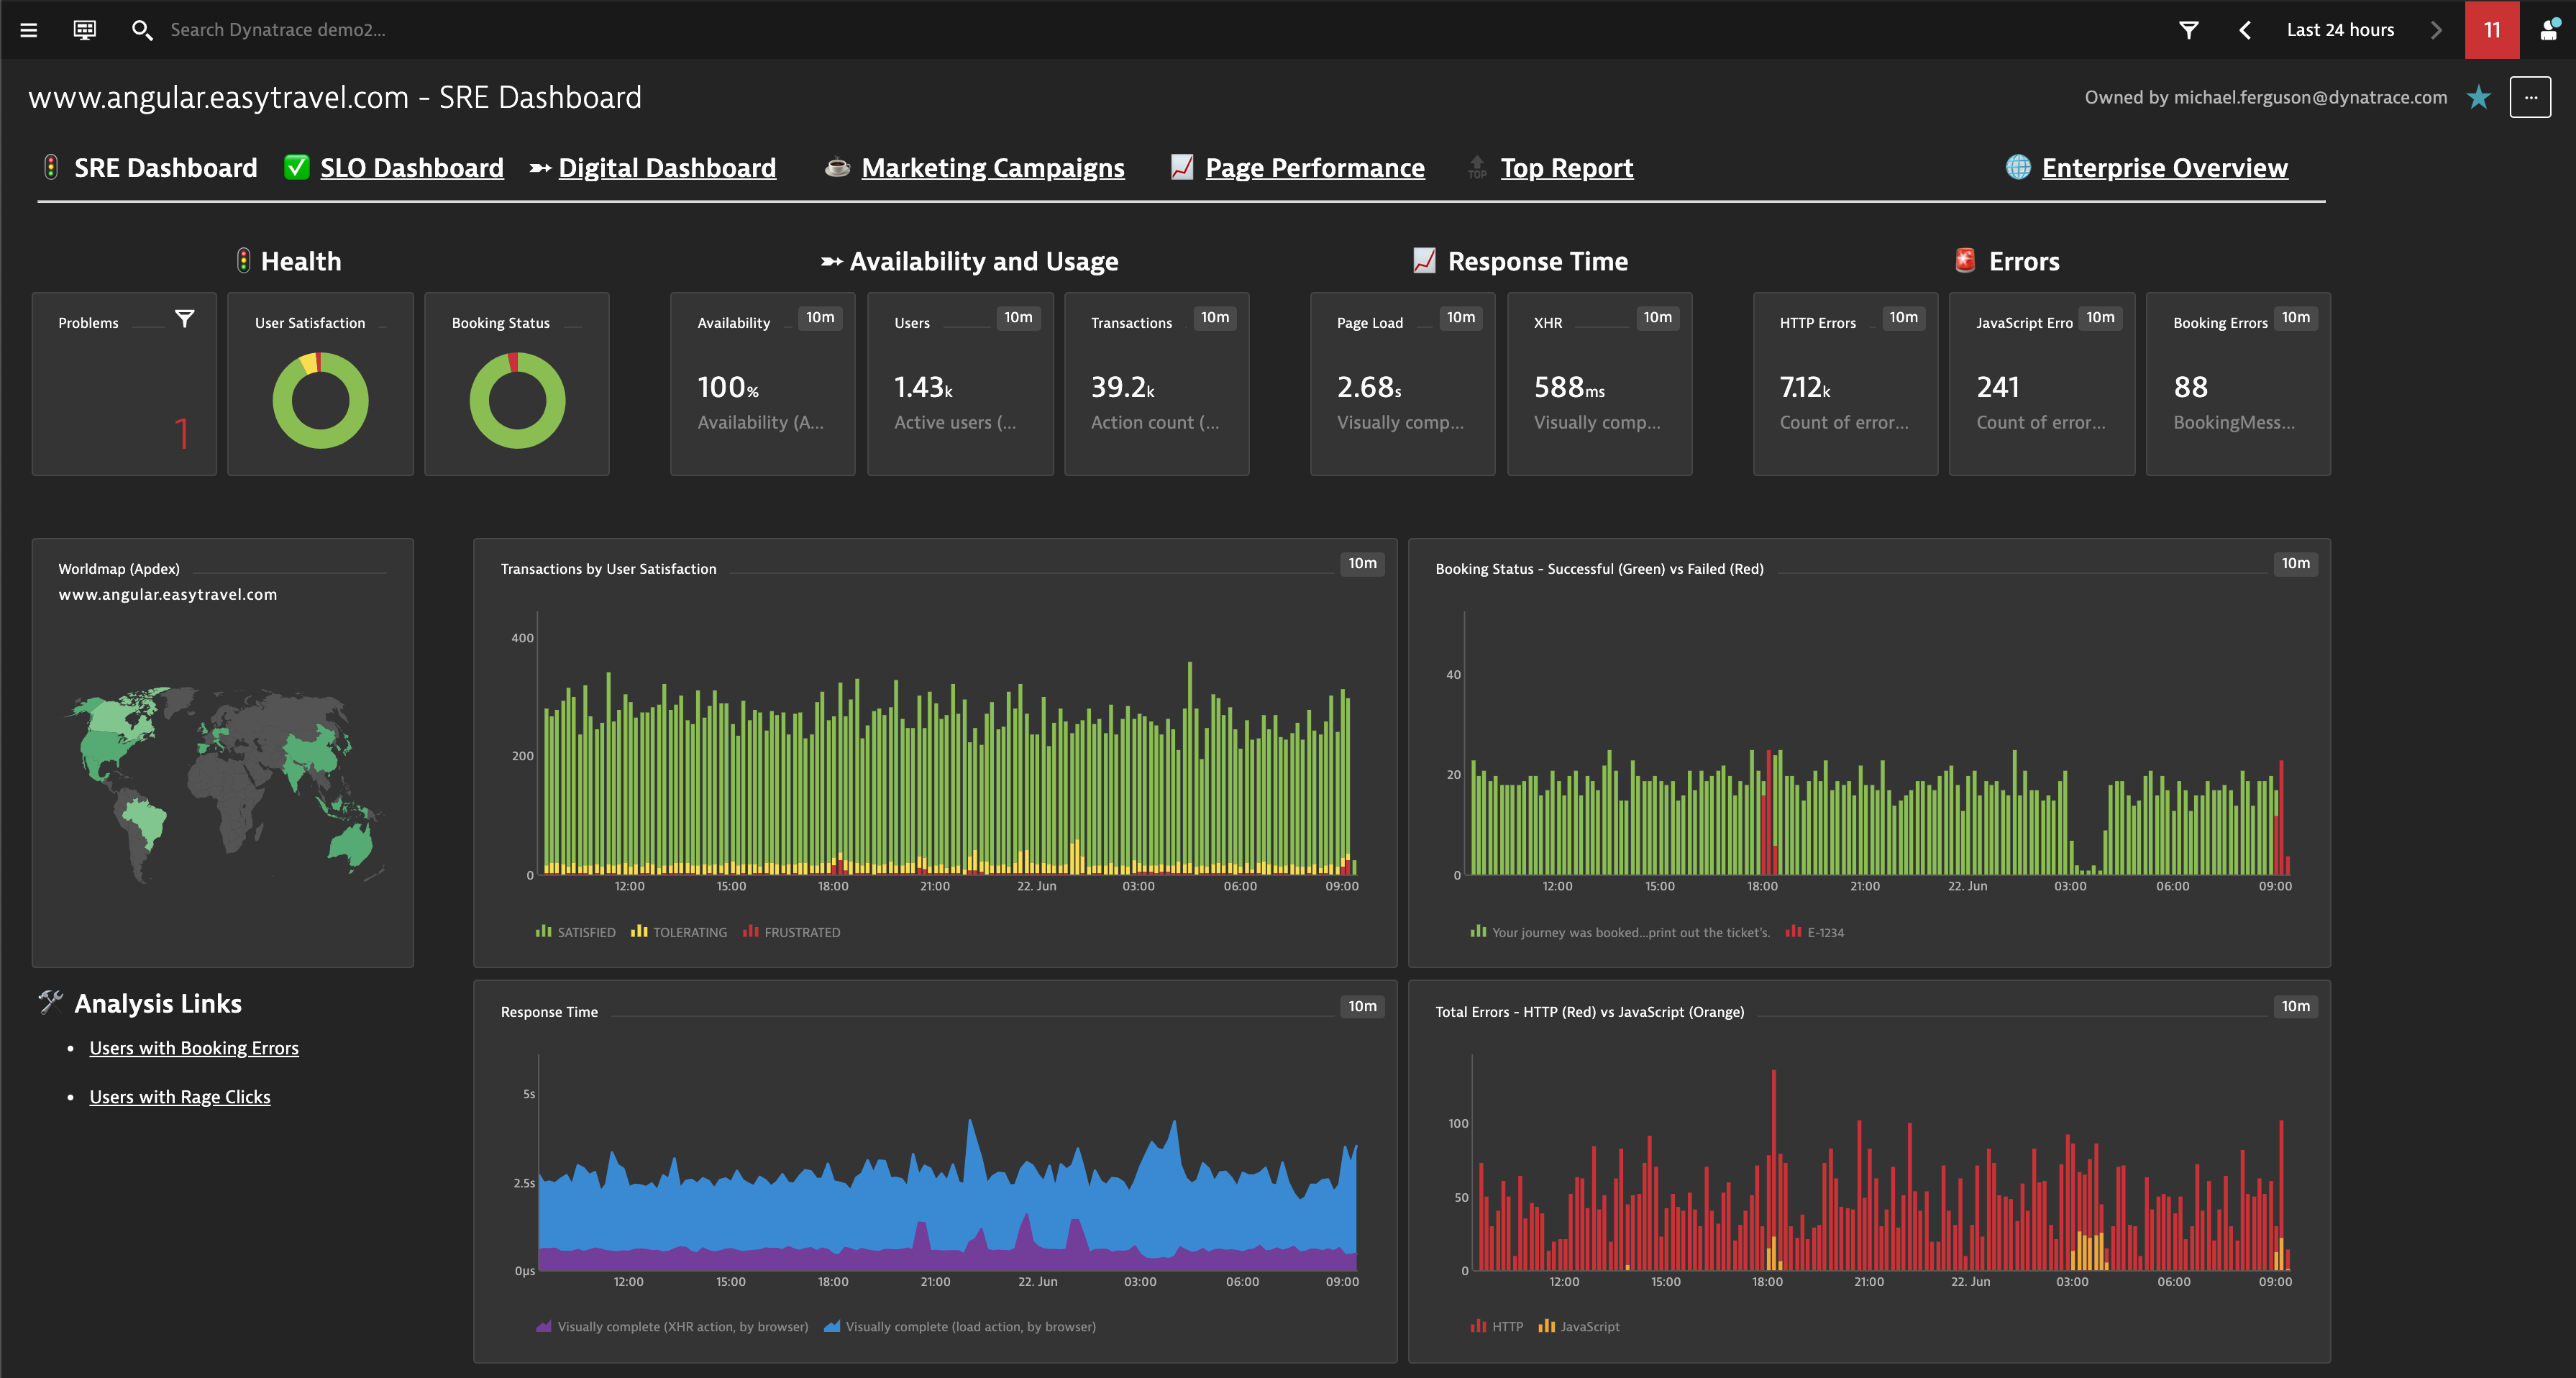 Search Dynatrace demo2...
Last 24 hours
11
www.angular.easytravel.com - SRE Dashboard
Owned by michael.ferguson@dynatrace.com
...
SRE Dashboard
SLO Dashboard
Digital Dashboard
Marketing Campaigns
Page Performance
TOP
Top Report
Enterprise Overview
Health
Availability and Usage
Response Time
Errors
Problems
1
User Satisfaction
Booking Status
Availability
10m
100%
Availability (A...
Users
10m
1.43k
Active users (...
Transactions
10m
39.2k
Action count (...
Page Load
10m
2.68s
Visually comp...
XHR
10m
588ms
Visually comp...
HTTP Errors
10m
7.12k
Count of error...
JavaScript Erro
10m
241
Count of error...
Booking Errors
10m
88
BookingMess...
Worldmap (Apdex)
www.angular.easytravel.com
Transactions by User Satisfaction
10m
400
200
0
12:00 15:00 18:00 21:00 22. Jun 03:00 06:00 09:00
SATISFIED TOLERATING FRUSTRATED
Booking Status - Successful (Green) vs Failed (Red)
10m
40
20
0
12:00 15:00 18:00 21:00 22. Jun 03:00 06:00 09:00
Your journey was booked...print out the ticket's. E-1234
Analysis Links
• Users with Booking Errors
• Users with Rage Clicks
Response Time
10m
5s
2.5s
0µs
12:00 15:00 18:00 21:00 22. Jun 03:00 06:00 09:00
Visually complete (XHR action, by browser) Visually complete (load action, by browser)
Total Errors - HTTP (Red) vs JavaScript (Orange)
10m
100
50
0
12:00 15:00 18:00 21:00 22. Jun 03:00 06:00 09:00
HTTP JavaScript